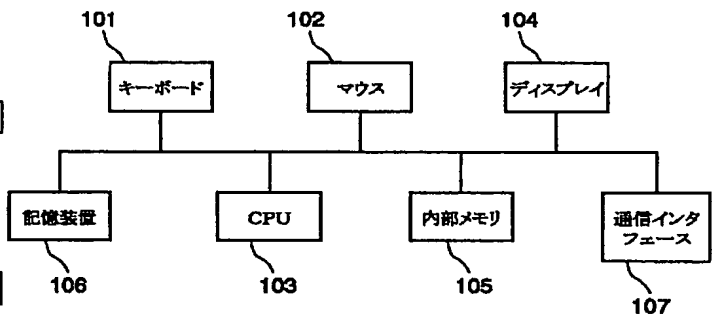 101
102
104
キーボード
マウス
ディスプレイ
記憶装置
CPU
内部メモリ
通信インタ
フェース
106
103
105
107